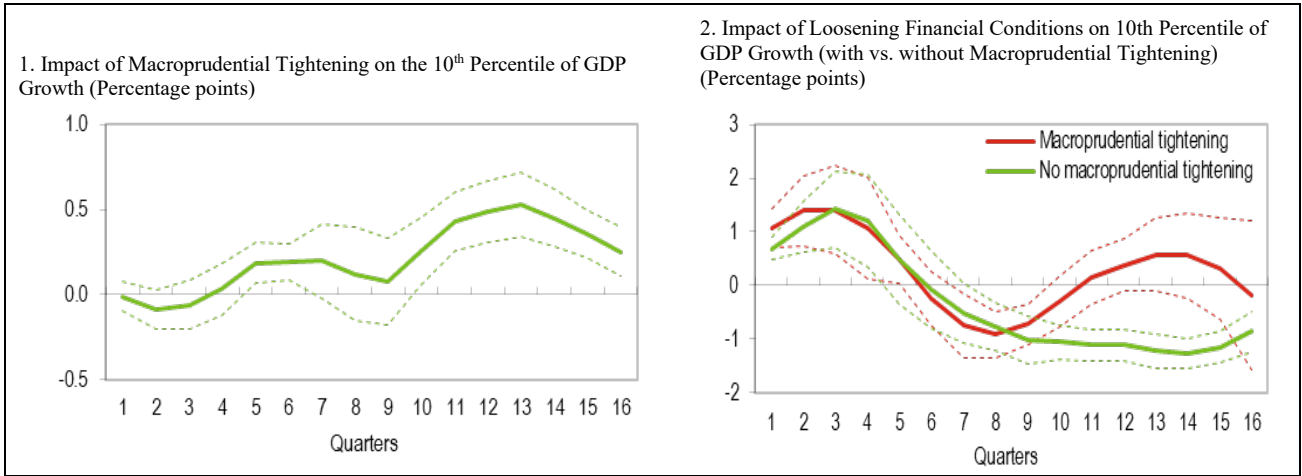 1. Impact of Macroprudential Tightening on the 10th Percentile of GDP
Growth (Percentage points)
1.0
0.5
0.0
-0.5
1 2 3 4 5 6 7 8 9 10 11 12 13 14 15 16
Quarters
2. Impact of Loosening Financial Conditions on 10th Percentile of
GDP Growth (with vs. without Macroprudential Tightening)
(Percentage points)
3
2
1
0
-1
-2
Macroprudential tightening
No macroprudential tightening
1 2 3 4 5 6 7 8 9 10 11 12 13 14 15 16
Quarters